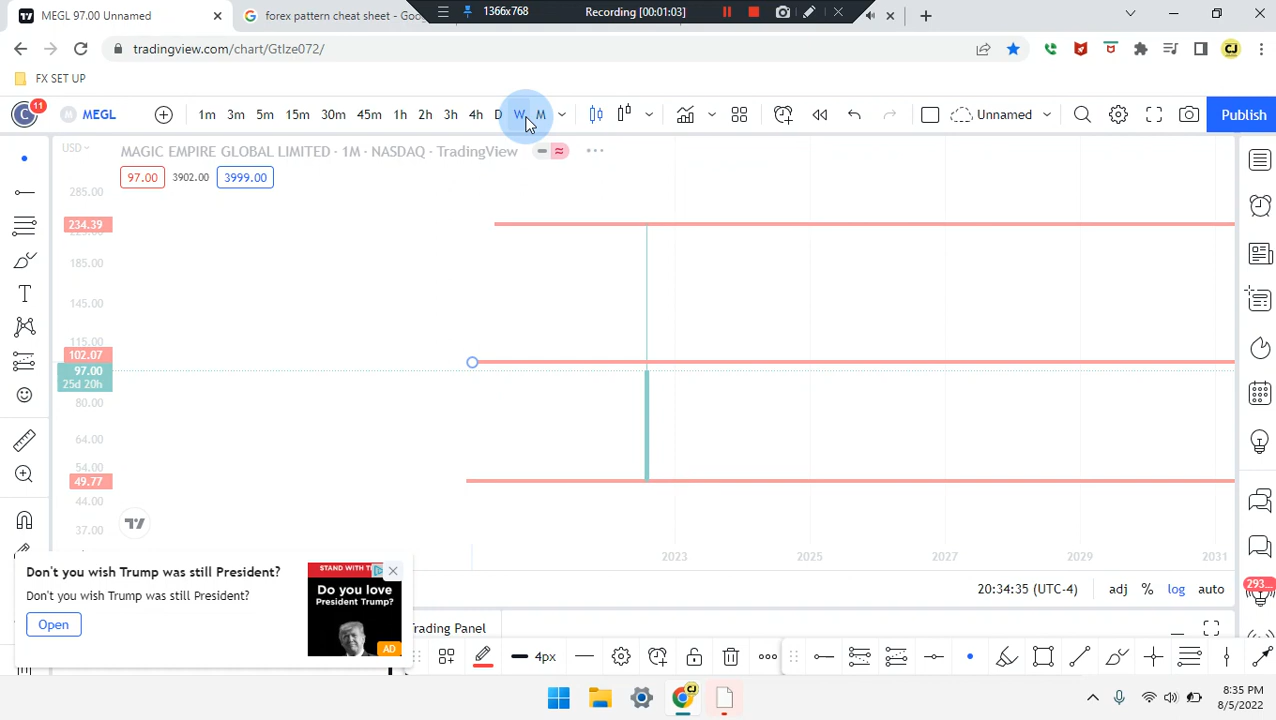 MEGL 97.00 Unnamed
forex pattern cheat sheet - Goo
1366x768
Recording [00:01:03]
tradingview.com/chart/GtIze072/
CJ
FX SET UP
C
11
M
MEGL
1m 3m 5m 15m 30m 45m 1h 2h 3h 4h D W M
Unnamed
Publish
USD
MAGIC EMPIRE GLOBAL LIMITED · 1M · NASDAQ · TradingView
97.00 3902.00 3999.00
285.00
234.39
185.00
145.00
115.00
102.07
97.00
25d 20h
80.00
64.00
54.00
49.77
44.00
37.00
2023 2025 2027 2029 2031
Don't you wish Trump was still President?
Don't you wish Trump was still President?
Open
STAND WITH T
Do you love
President Trump?
AD
20:34:35 (UTC-4)
adj % log auto
293
Trading Panel
4px
CJ
8:35 PM
8/5/2022